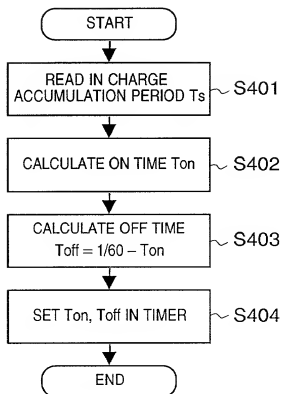 START
READ IN CHARGE
ACCUMULATION PERIOD Ts
S401
CALCULATE ON TIME Ton
S402
CALCULATE OFF TIME
Toff = 1/60 – Ton
S403
SET Ton, Toff IN TIMER
S404
END